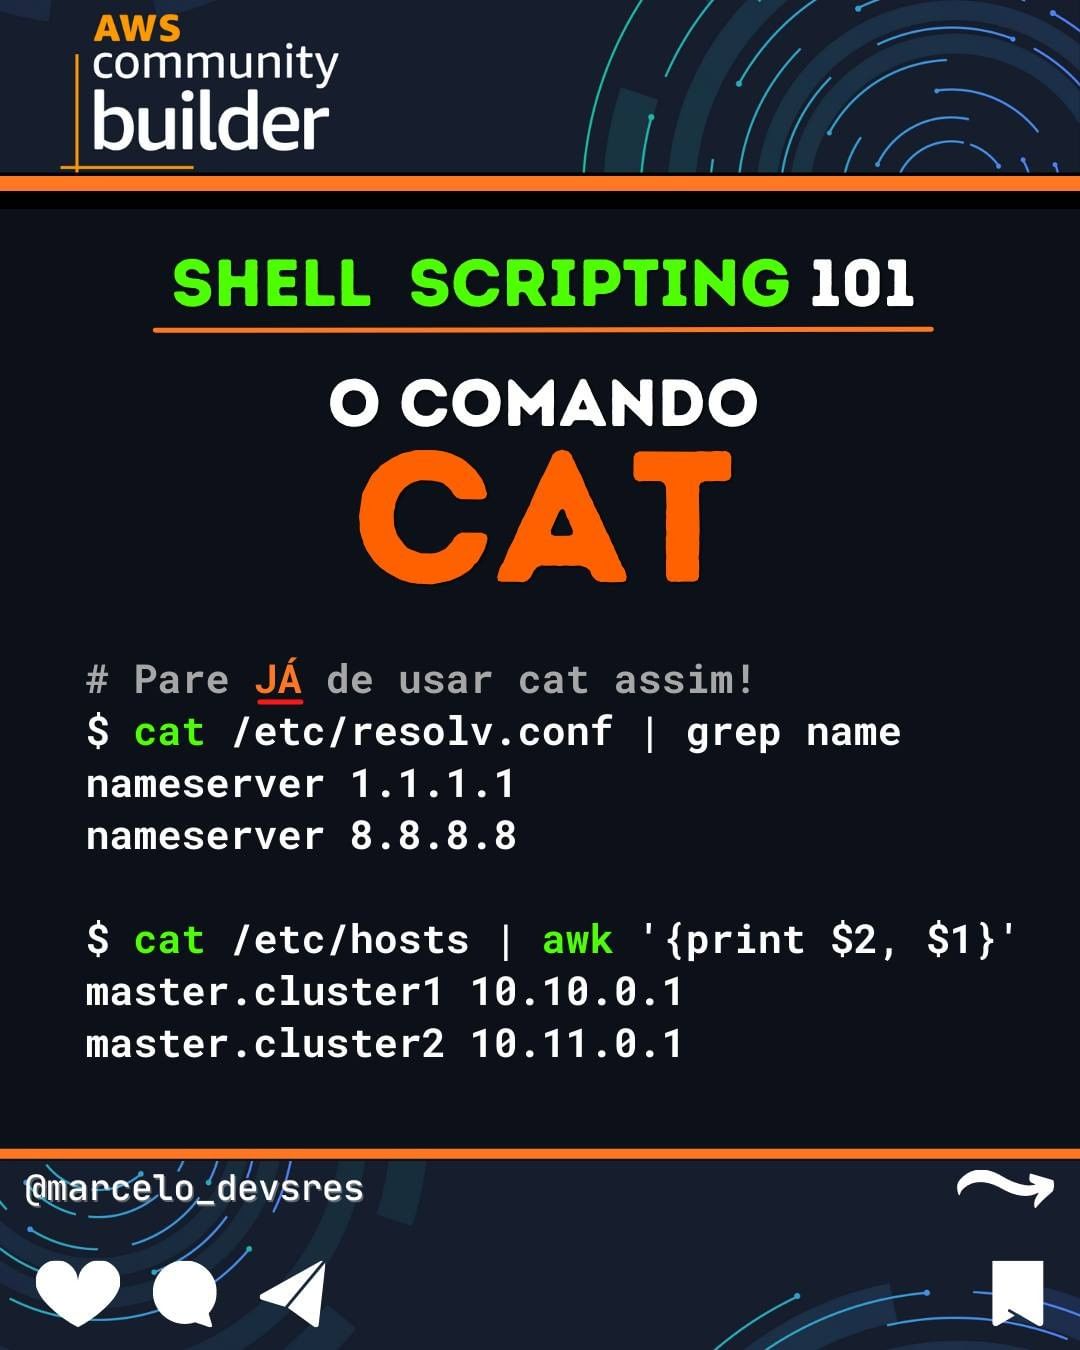 AWS
community
builder
SHELL SCRIPTING 101
O COMANDO
CAT
# Pare JÁ de usar cat assim!
$ cat /etc/resolv.conf | grep name
nameserver 1.1.1.1
nameserver 8.8.8.8
$ cat /etc/hosts | awk '{print $2, $1}'
master.cluster1 10.10.0.1
master.cluster2 10.11.0.1
@marcelo_devsres